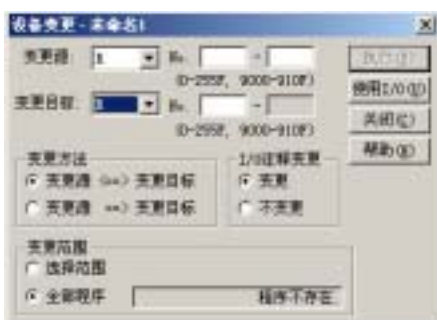 设备变更 - 未命名1
变更源: X No. -
(0-255F, 9000-910F)
变更目标: X No. -
(0-255F, 9000-910F)
执行(P)
使用I/O(U)
关闭(C)
帮助(H)
变更方法
变更源 <=> 变更目标
变更源 => 变更目标
I/O注释变更
变更
不变更
变更范围
选择范围
全部程序 程序不存在